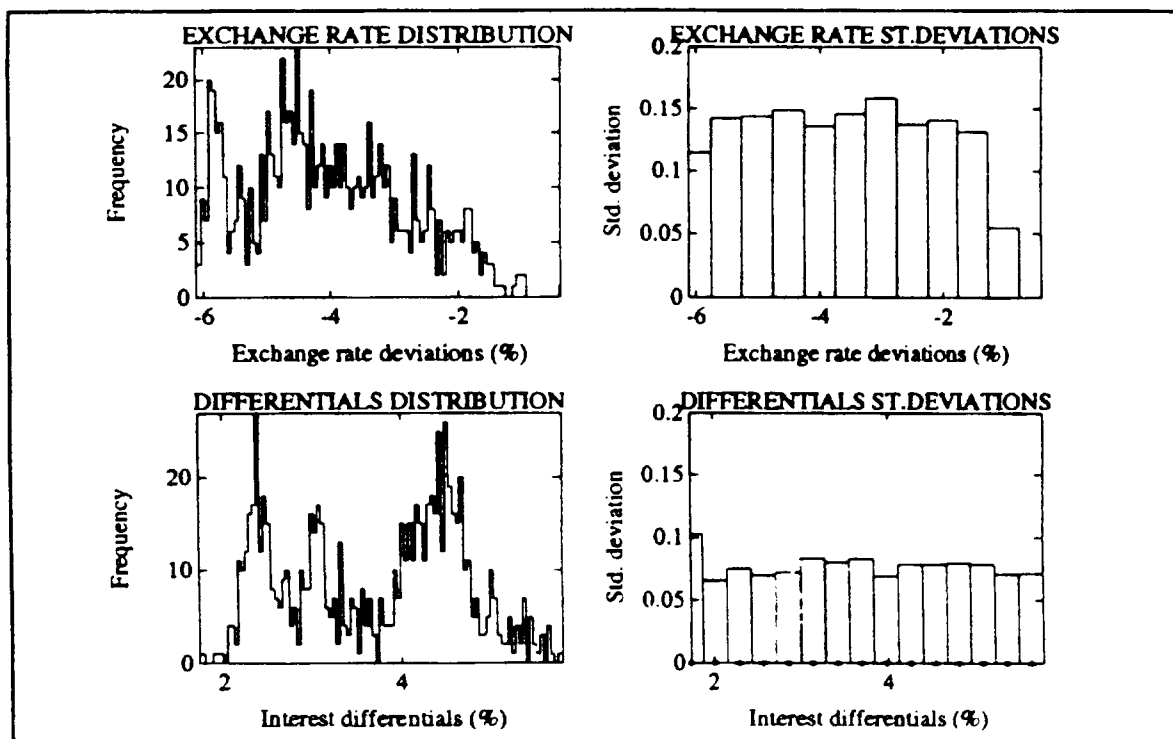 EXCHANGE RATE DISTRIBUTION
20
15
10
5
0
Frequency
-6
-4
-2
Exchange rate deviations (%)
EXCHANGE RATE ST.DEVIATIONS
0.2
0.15
0.1
0.05
0
Std. deviation
-6
-4
-2
Exchange rate deviations (%)
DIFFERENTIALS DISTRIBUTION
20
10
0
Frequency
2
4
Interest differentials (%)
DIFFERENTIALS ST.DEVIATIONS
0.2
0.15
0.1
0.05
0
Std. deviation
2
4
Interest differentials (%)